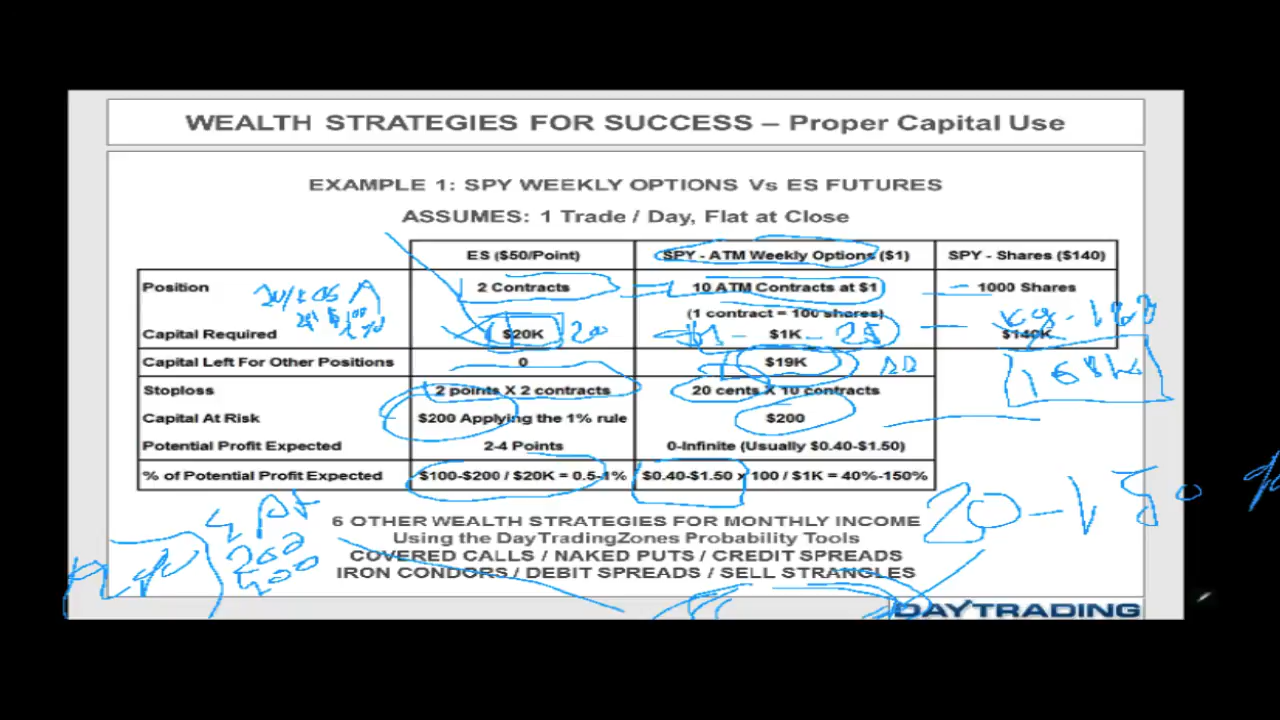 WEALTH STRATEGIES FOR SUCCESS – Proper Capital Use
EXAMPLE 1: SPY WEEKLY OPTIONS Vs ES FUTURES
ASSUMES: 1 Trade / Day, Flat at Close
ES ($50/Point) SPY - ATM Weekly Options ($1) SPY - Shares ($140)
Position 2 Contracts 10 ATM Contracts at $1 1000 Shares
(1 contract = 100 shares)
Capital Required $20K $1K $140K
200 $1 - 25
168k
Capital Left For Other Positions 0 $19K
Stoploss 2 points X 2 contracts 20 cents X 10 contracts
Capital At Risk $200 Applying the 1% rule $200
Potential Profit Expected 2-4 Points 0-Infinite (Usually $0.40-$1.50)
% of Potential Profit Expected $100-$200 / $20K = 0.5-1% $0.40-$1.50 x 100 / $1K = 40%-150%
20-150 %
200
400
6 OTHER WEALTH STRATEGIES FOR MONTHLY INCOME
Using the DayTradingZones Probability Tools
COVERED CALLS / NAKED PUTS / CREDIT SPREADS
IRON CONDORS / DEBIT SPREADS / SELL STRANGLES
DAYTRADING